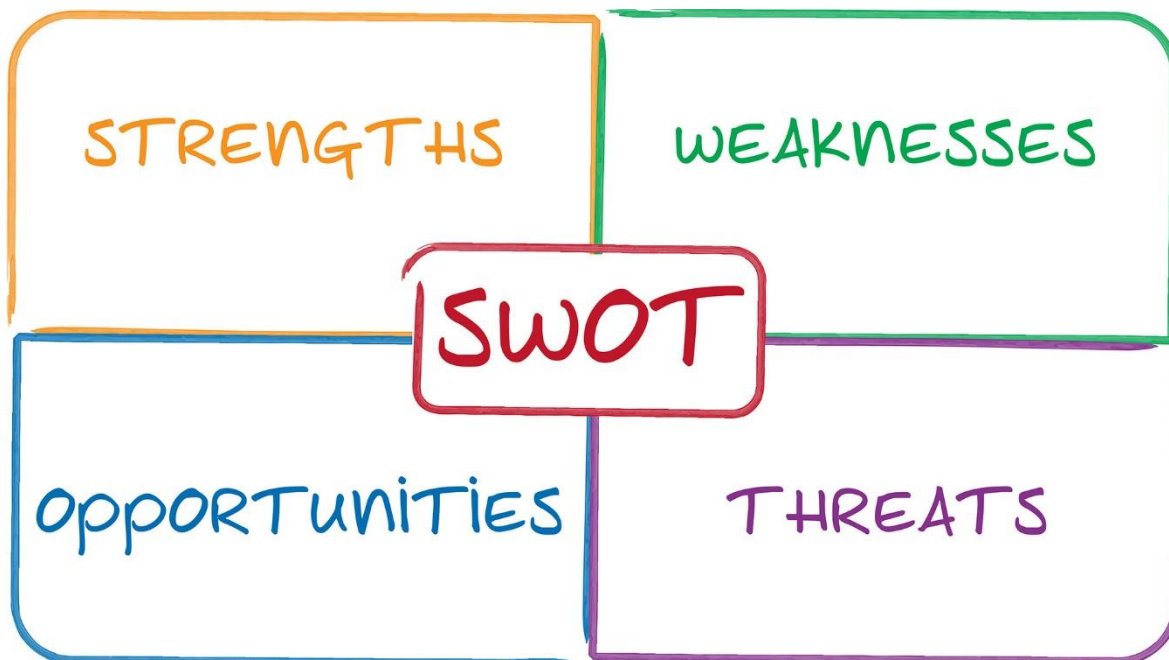 STRENGTHS
WEAKNESSES
SWOT
OPPORTUNITIES
THREATS